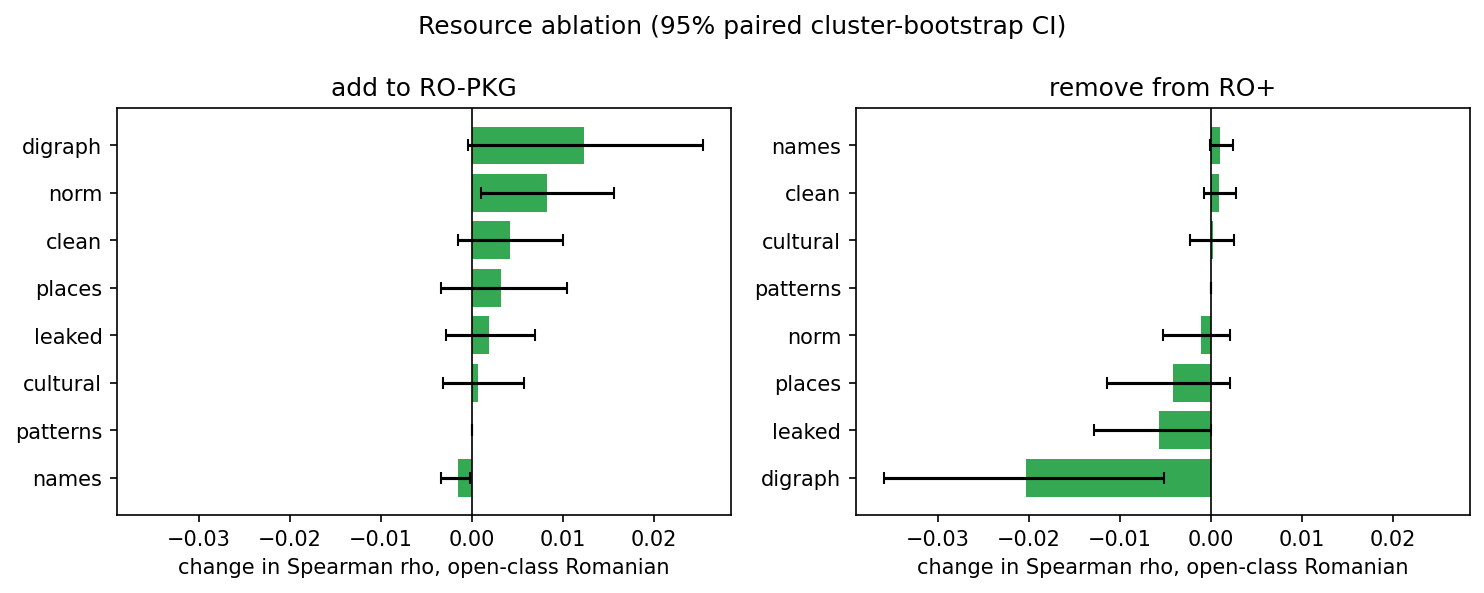 Resource ablation (95% paired cluster-bootstrap CI)
add to RO-PKG
digraph
norm
clean
places
leaked
cultural
patterns
names
−0.03 −0.02 −0.01 0.00 0.01 0.02
change in Spearman rho, open-class Romanian
remove from RO+
names
clean
cultural
patterns
norm
places
leaked
digraph
−0.03 −0.02 −0.01 0.00 0.01 0.02
change in Spearman rho, open-class Romanian